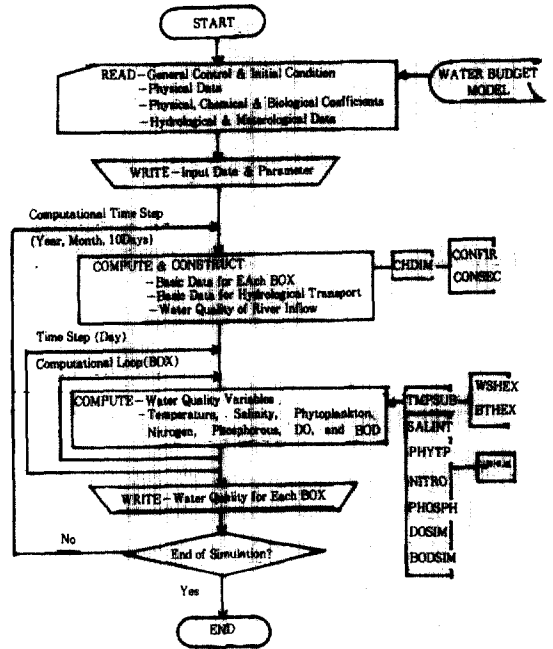 START
READ-General Control & Initial Condition
-Physical Data
-Physical, Chemical & Biological Coefficients
-Hydrological & Meterological Data
WATER BUDGET
MODEL
WRITE-Input Data & Parameter
Computational Time Step
(Year, Month, 10Days)
COMPUTE & CONSTRUCT
-Basic Data for EAch BOX
-Basic Data for Hydrological Transport
-Water Quality of River Inflow
CHDIM
CONFIR
CONSEC
Time Step (Day)
Computational Loop(BOX)
COMPUTE-Water Quality Variables
-Temperature, Salinity, Phytoplankton,
Nitrogen, Phosphorous, DO, and BOD
TMPSUB
SALINT
PHYTP
NITRO
PHOSPH
DOSIM
BODSIM
WSHEX
BTHEX
WRITE-Water Quality for Each BOX
No
End of Simulation?
Yes
END